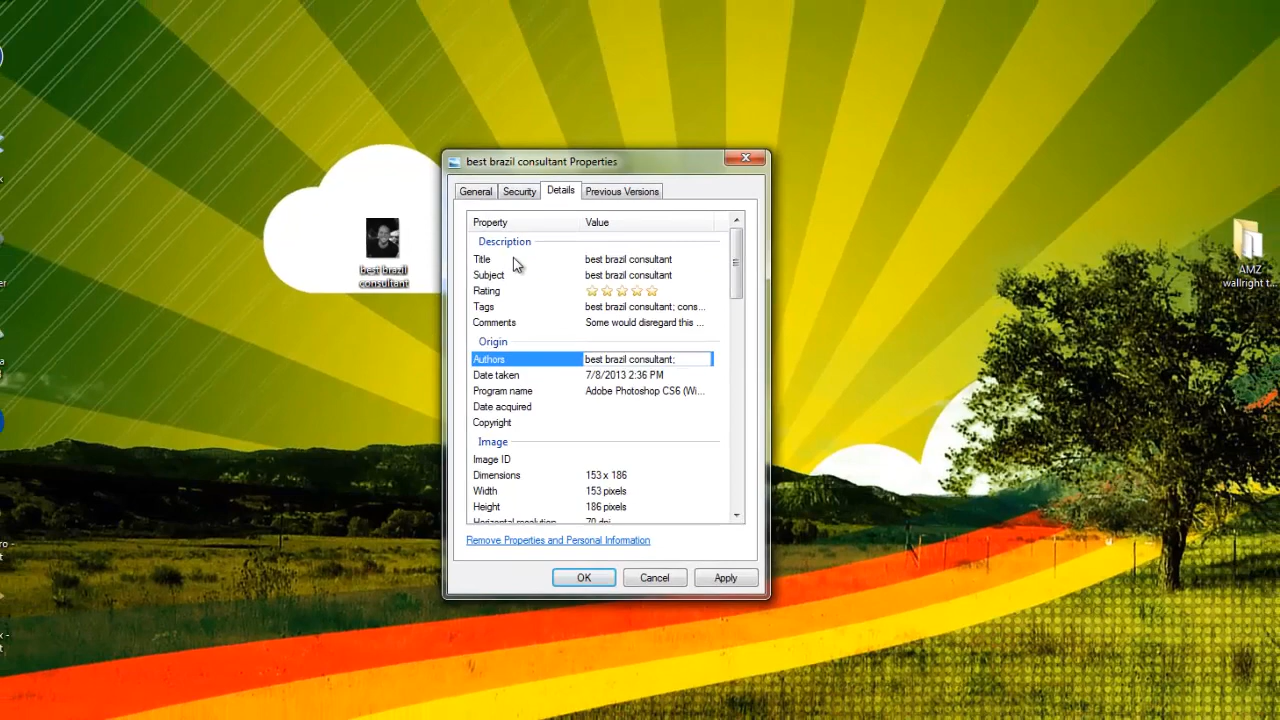 best brazil consultant Properties
General Security Details Previous Versions
Property Value
Description
Title best brazil consultant
Subject best brazil consultant
Rating
Tags best brazil consultant; cons...
Comments Some would disregard this ...
Origin
Authors best brazil consultant;
Date taken 7/8/2013 2:36 PM
Program name Adobe Photoshop CS6 (Wi...
Date acquired
Copyright
Image
Image ID
Dimensions 153 x 186
Width 153 pixels
Height 186 pixels
Horizontal resolution 70 dpi
Remove Properties and Personal Information
OK Cancel Apply
best brazil
consultant
AMZ
wallright t...